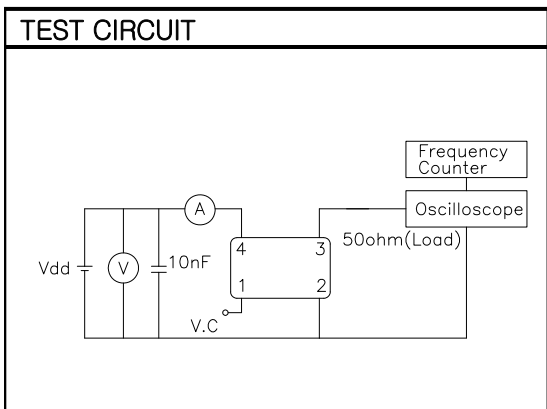 TEST CIRCUIT
Frequency
Counter
Oscilloscope
A
50ohm(Load)
4
3
Vdd
V
10nF
1
2
V.C